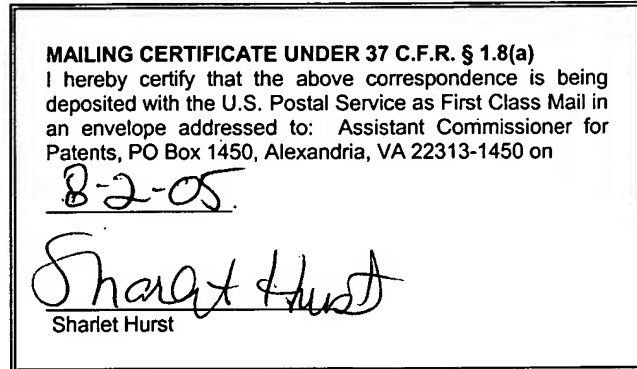 MAILING CERTIFICATE UNDER 37 C.F.R. § 1.8(a)
I hereby certify that the above correspondence is being
deposited with the U.S. Postal Service as First Class Mail in
an envelope addressed to: Assistant Commissioner for
Patents, PO Box 1450, Alexandria, VA 22313-1450 on
8-2-05.
Sharlet Hurst
Sharlet Hurst